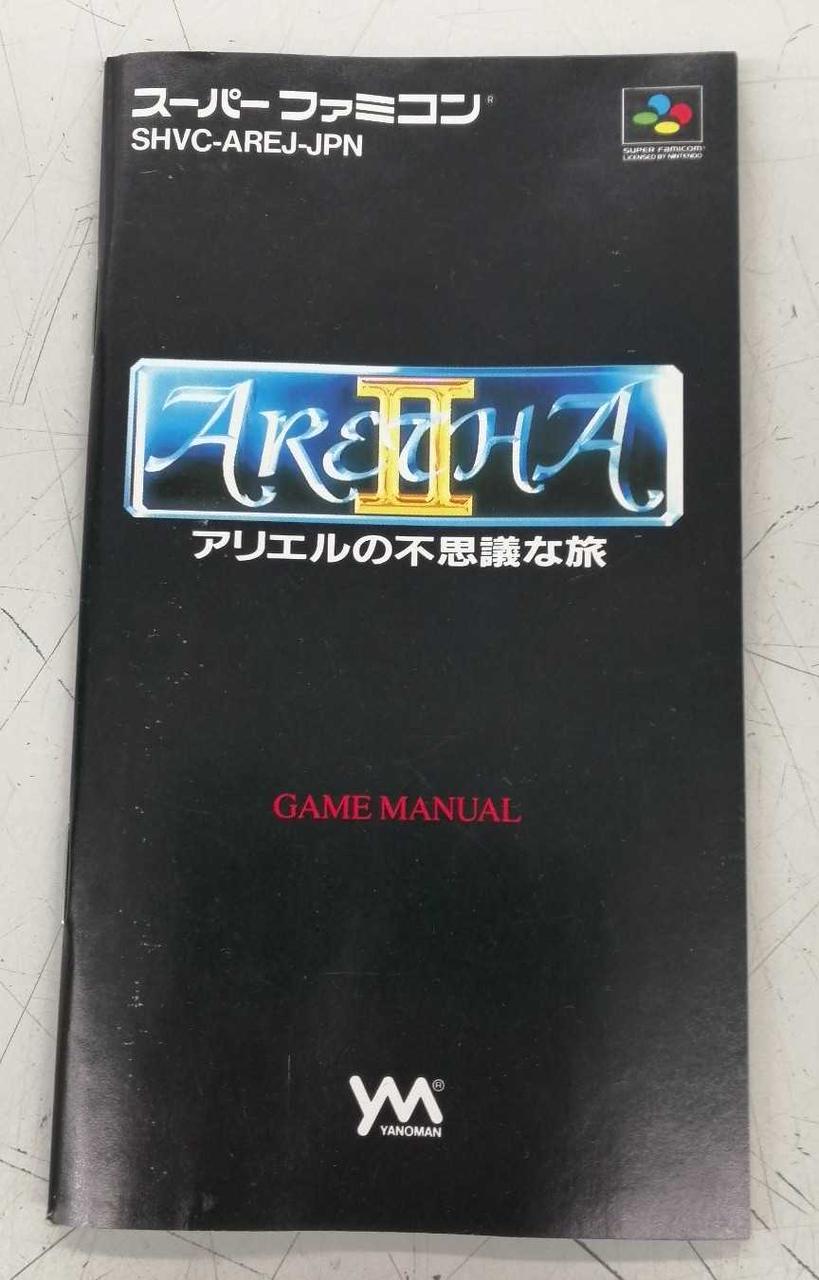 スーパーファミコン®
SHVC-AREJ-JPN
SUPER FAMICOM
LICENSED BY NINTENDO
ARETHA II
アリエルの不思議な旅
GAME MANUAL
ym®
YANOMAN